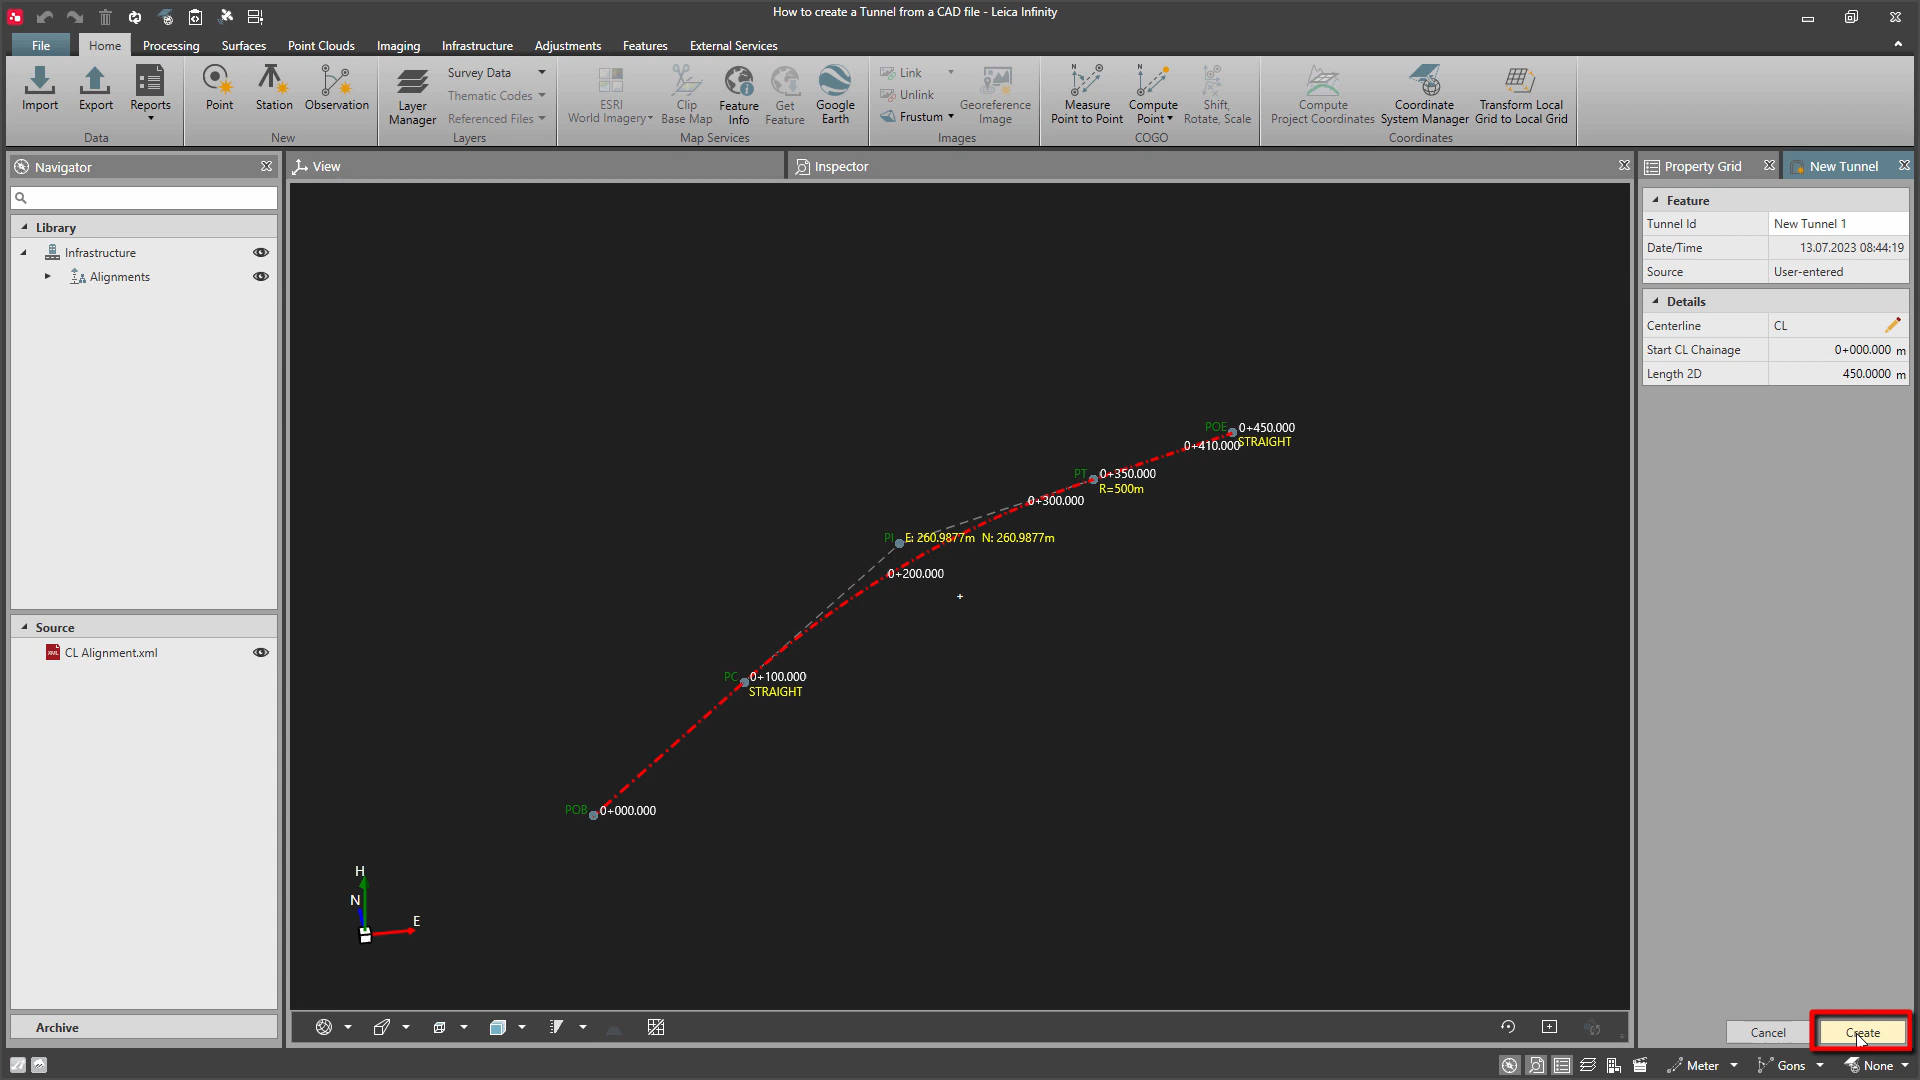 How to create a Tunnel from a CAD file - Leica Infinity
File Home Processing Surfaces Point Clouds Imaging Infrastructure Adjustments Features External Services
Import
Export
Reports
Data
Point
Station
Observation
New
Layer Manager
Survey Data
Thematic Codes
Referenced Files
Layers
ESRI World Imagery
Clip Base Map
Feature Info
Get Feature
Google Earth
Map Services
Link
Unlink
Frustum
Georeference Image
Images
Measure Point to Point
Compute Point
Shift, Rotate, Scale
COGO
Compute Project Coordinates
Coordinate System Manager
Transform Local Grid to Local Grid
Coordinates
Navigator
Library
Infrastructure
Alignments
Source
XML CL Alignment.xml
Archive
View
Inspector
POE 0+450.000
STRAIGHT
0+410.000
PT 0+350.000
R=500m
0+300.000
PI E: 260.9877m N: 260.9877m
0+200.000
PC 0+100.000
STRAIGHT
POB 0+000.000
H
N
E
Property Grid
New Tunnel
Feature
Tunnel Id New Tunnel 1
Date/Time 13.07.2023 08:44:19
Source User-entered
Details
Centerline CL
Start CL Chainage 0+000.000 m
Length 2D 450.0000 m
Cancel Create
Meter Gons None